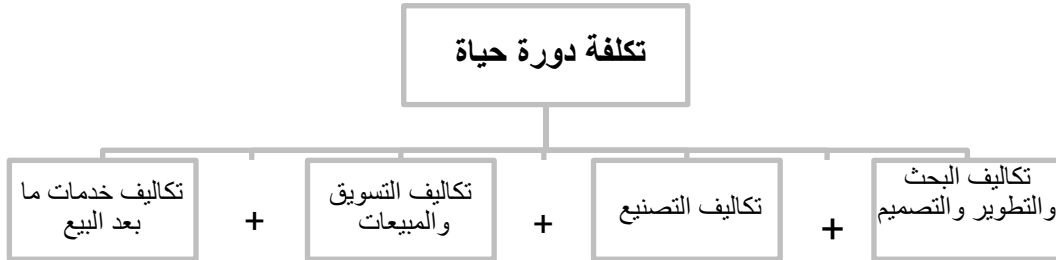 تكلفة دورة حياة
تكاليف البحث
والتطوير والتصميم
+
تكاليف التصنيع
+
تكاليف التسويق
والمبيعات
+
تكاليف خدمات ما
بعد البيع